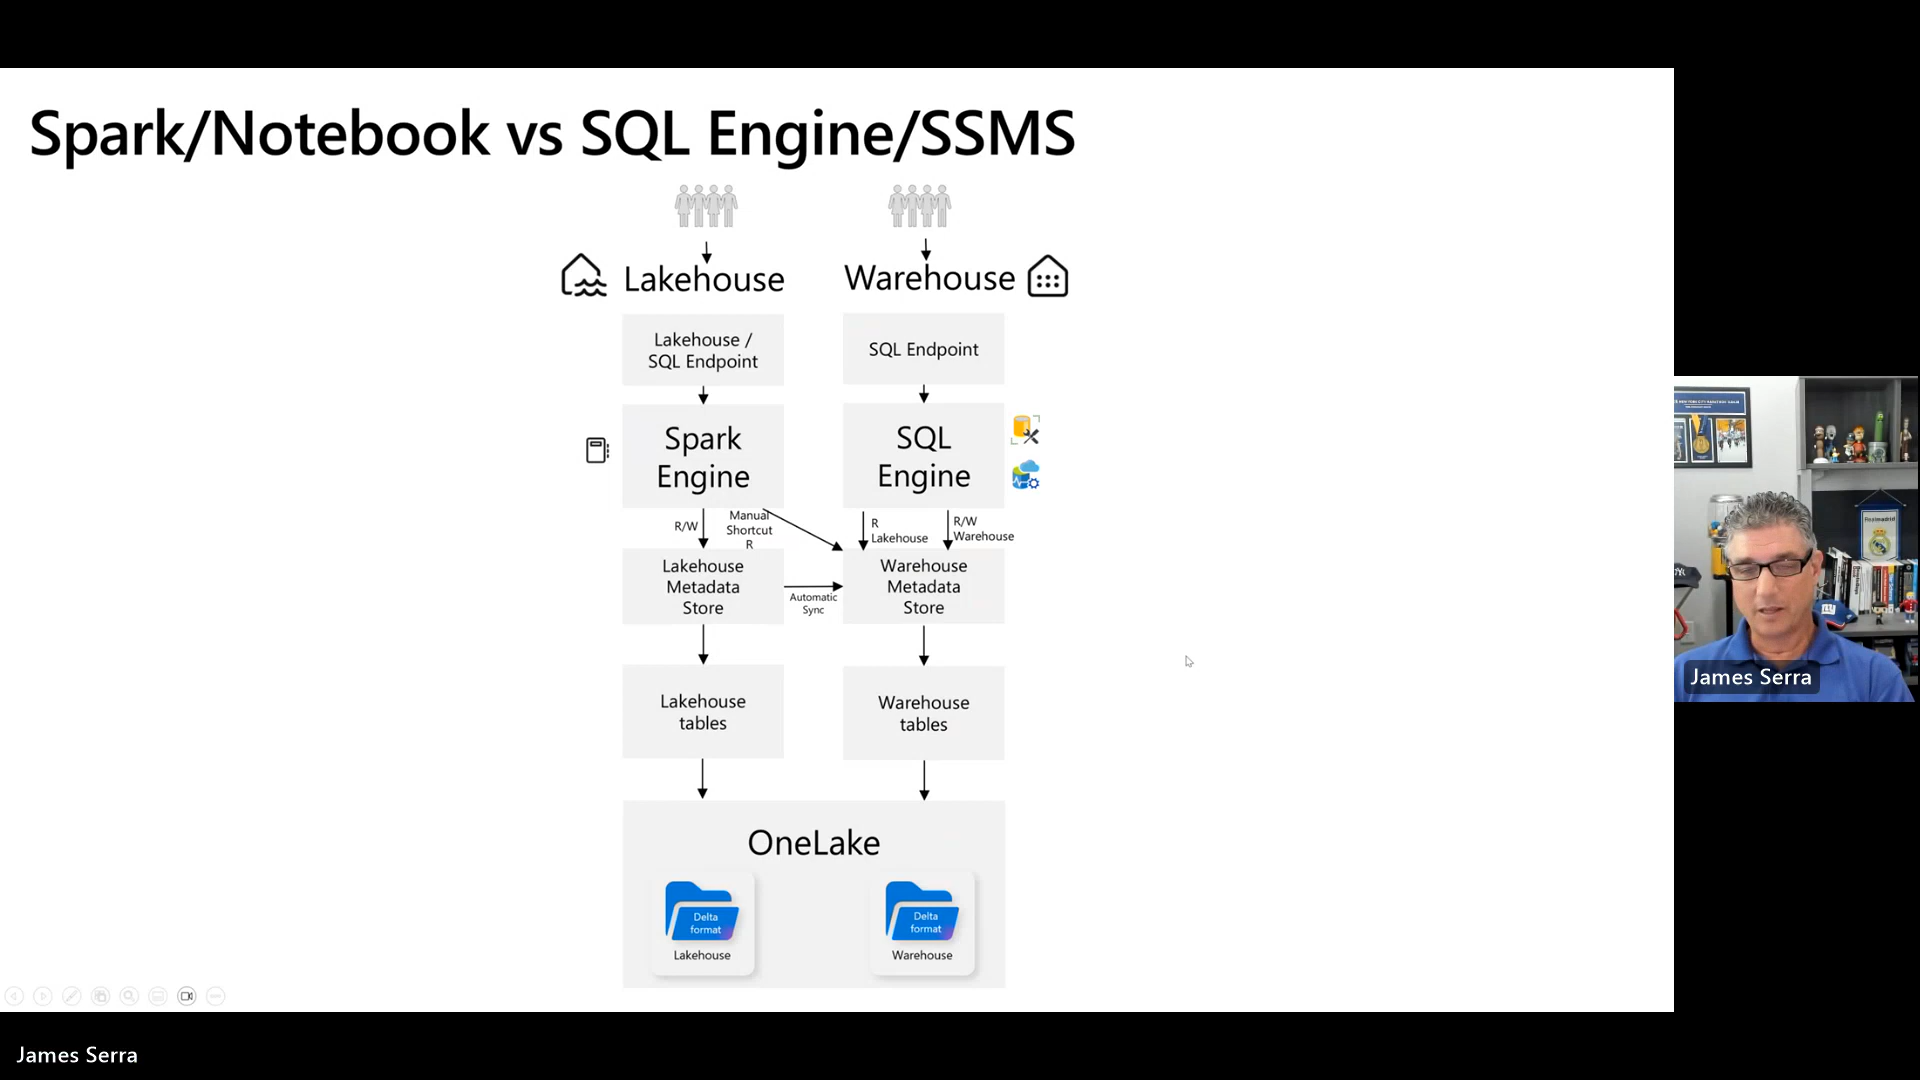 Spark/Notebook vs SQL Engine/SSMS
Lakehouse
Warehouse
Lakehouse /
SQL Endpoint
SQL Endpoint
Spark
Engine
SQL
Engine
R/W
Manual
Shortcut
R
R
Lakehouse
R/W
Warehouse
Lakehouse
Metadata
Store
Automatic
Sync
Warehouse
Metadata
Store
Lakehouse
tables
Warehouse
tables
OneLake
Delta
format
Lakehouse
Delta
format
Warehouse
James Serra
James Serra